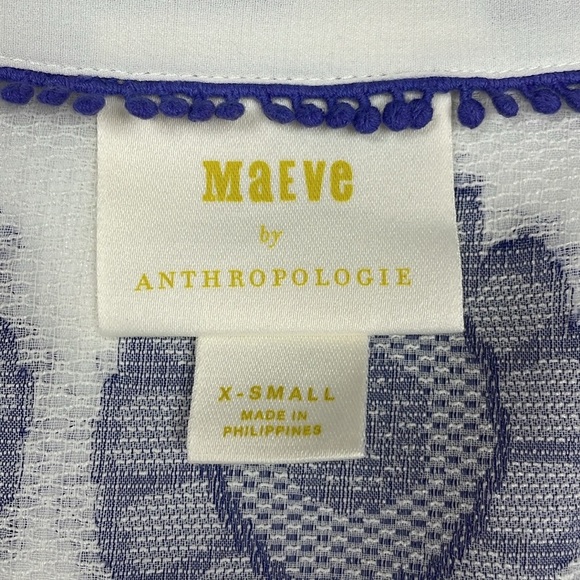 Maeve
by
ANTHROPOLOGIE
X-SMALL
MADE IN
PHILIPPINES